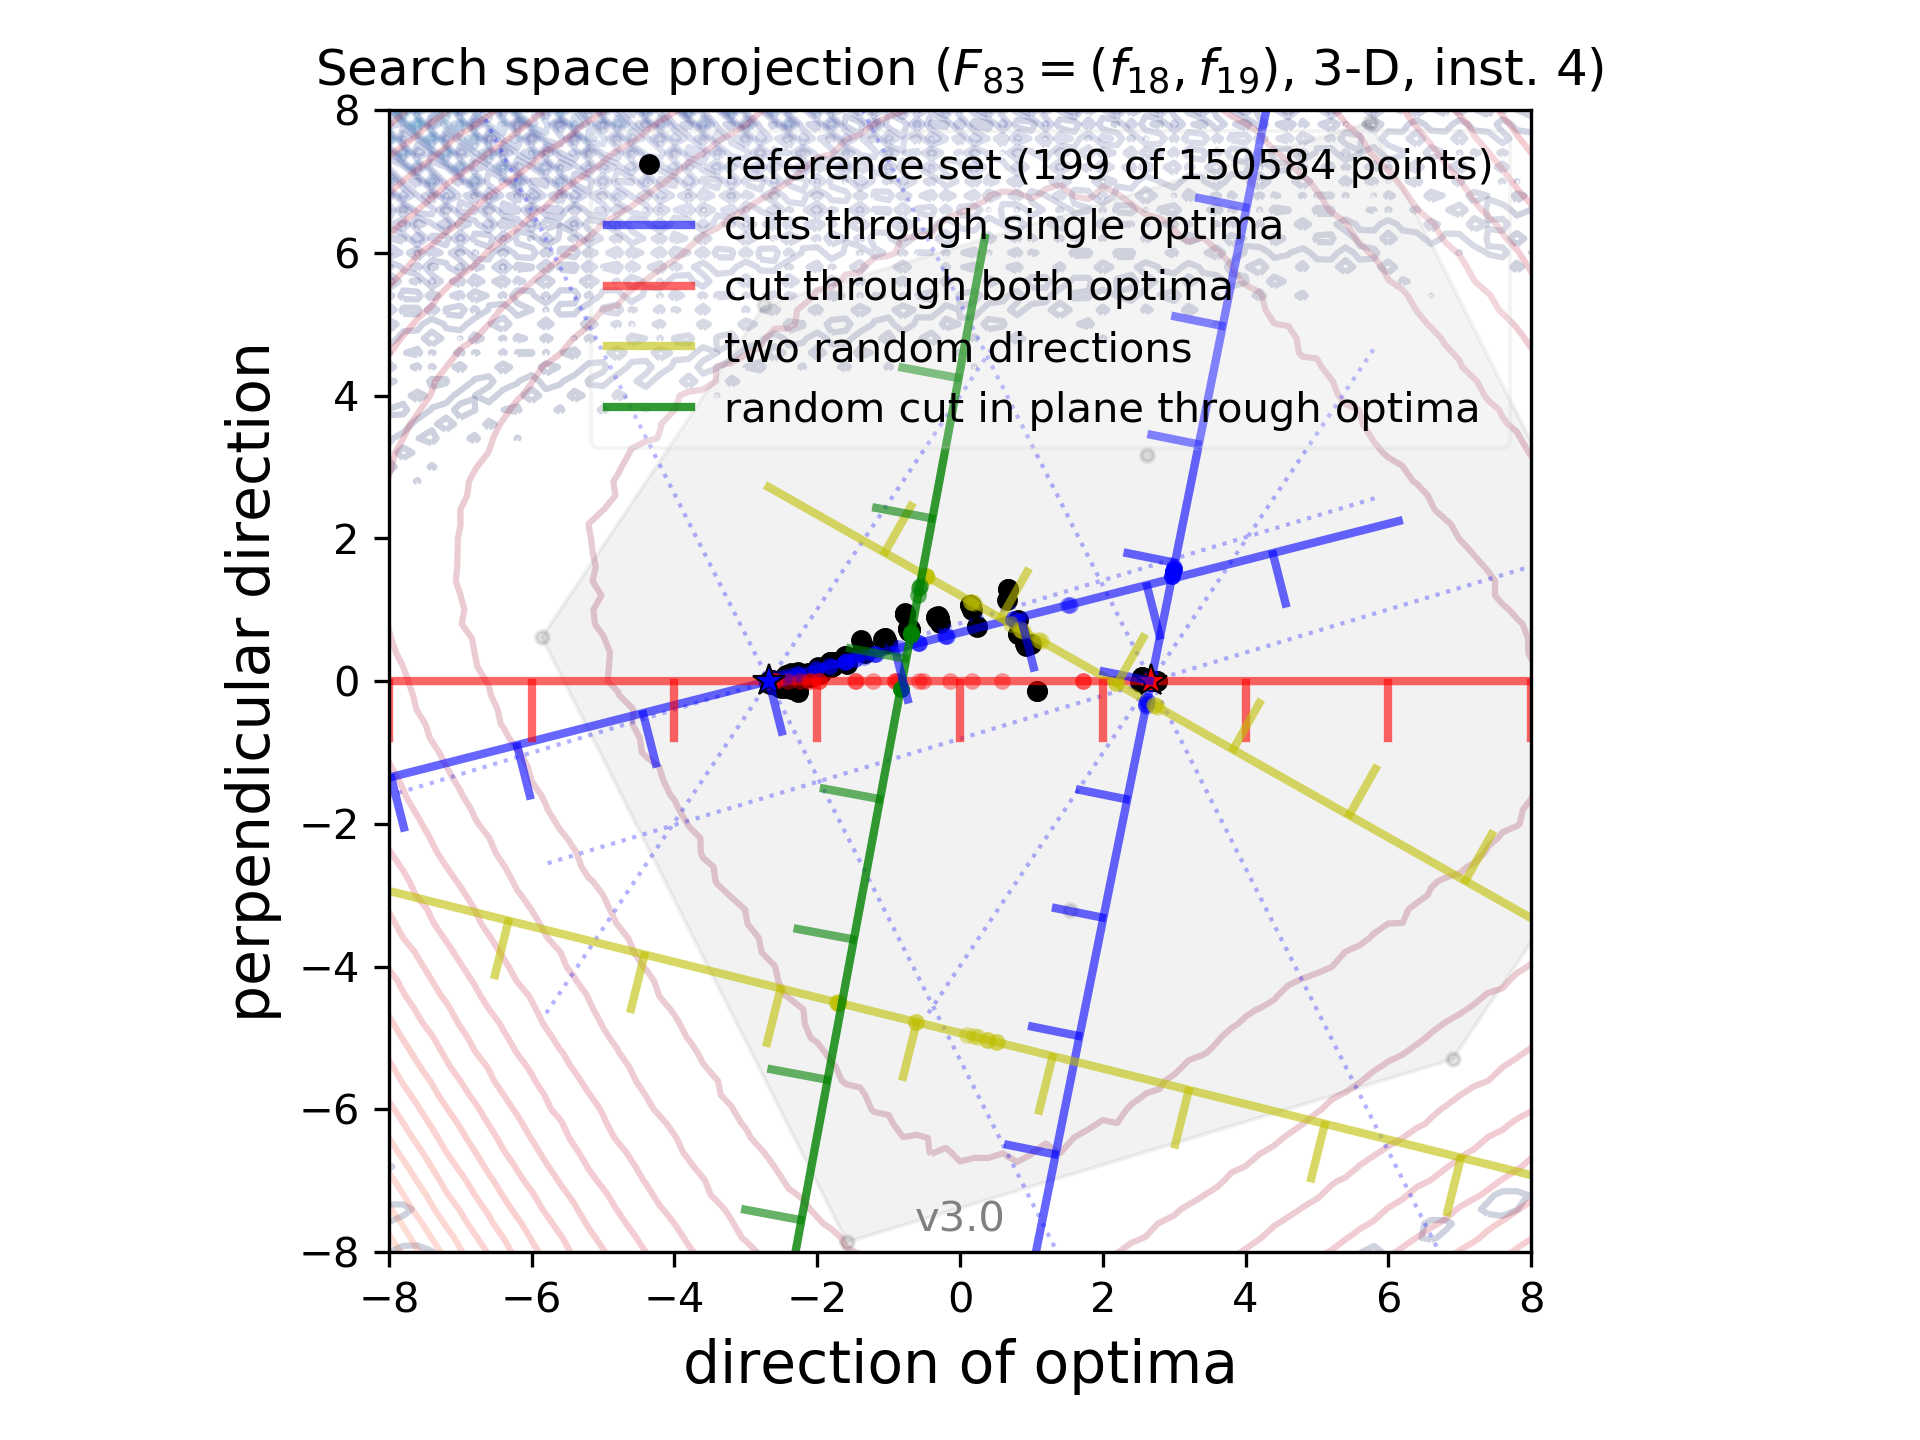 Search space projection (F₈₃ = (f₁₈, f₁₉), 3-D, inst. 4)
reference set (199 of 150584 points)
cuts through single optima
cut through both optima
two random directions
random cut in plane through optima
8
6
4
2
0
−2
−4
−6
−8
perpendicular direction
v3.0
−8 −6 −4 −2 0 2 4 6 8
direction of optima